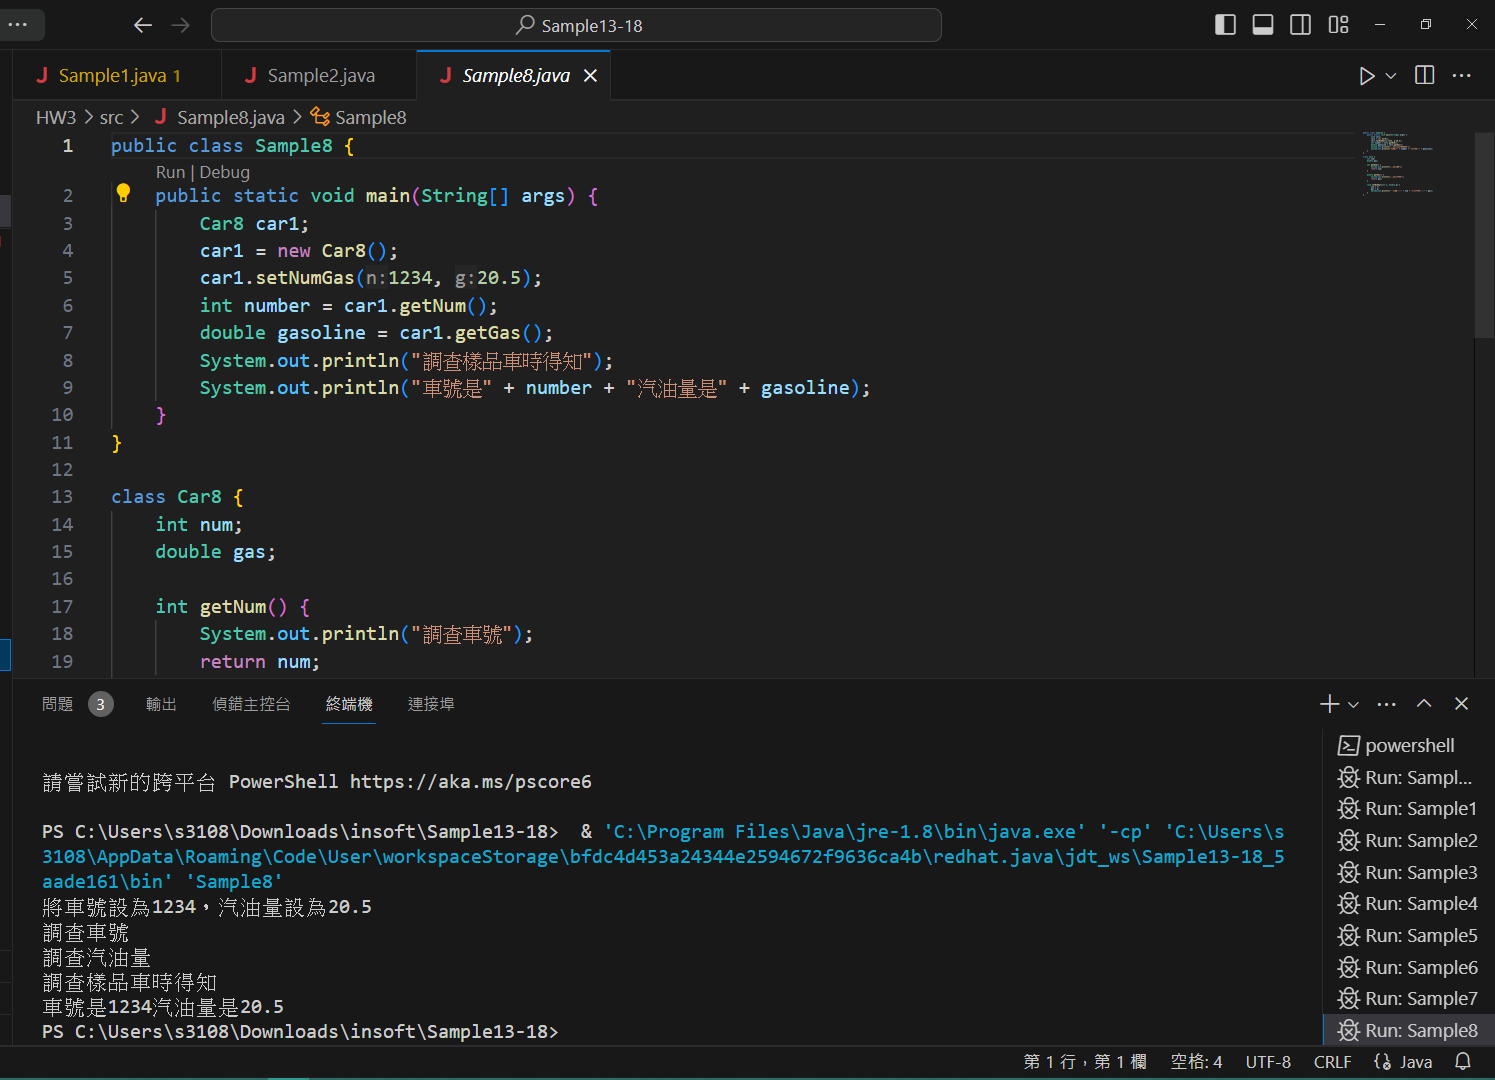 Sample13-18
Sample1.java 1
Sample2.java
Sample8.java
HW3 > src > Sample8.java > Sample8
1 public class Sample8 {
Run | Debug
2 public static void main(String[] args) {
3 Car8 car1;
4 car1 = new Car8();
5 car1.setNumGas(n:1234, g:20.5);
6 int number = car1.getNum();
7 double gasoline = car1.getGas();
8 System.out.println("調查樣品車時得知");
9 System.out.println("車號是" + number + "汽油量是" + gasoline);
10 }
11 }
12
13 class Car8 {
14 int num;
15 double gas;
16
17 int getNum() {
18 System.out.println("調查車號");
19 return num;
問題 3 輸出 偵錯主控台 終端機 連接埠
請嘗試新的跨平台 PowerShell https://aka.ms/pscore6
PS C:\Users\s3108\Downloads\insoft\Sample13-18> & 'C:\Program Files\Java\jre-1.8\bin\java.exe' '-cp' 'C:\Users\s
3108\AppData\Roaming\Code\User\workspaceStorage\bfdc4d453a24344e2594672f9636ca4b\redhat.java\jdt_ws\Sample13-18_5
aade161\bin' 'Sample8'
將車號設為1234，汽油量設為20.5
調查車號
調查汽油量
調查樣品車時得知
車號是1234汽油量是20.5
PS C:\Users\s3108\Downloads\insoft\Sample13-18>
powershell
Run: Sampl...
Run: Sample1
Run: Sample2
Run: Sample3
Run: Sample4
Run: Sample5
Run: Sample6
Run: Sample7
Run: Sample8
第 1 行，第 1 欄 空格: 4 UTF-8 CRLF Java